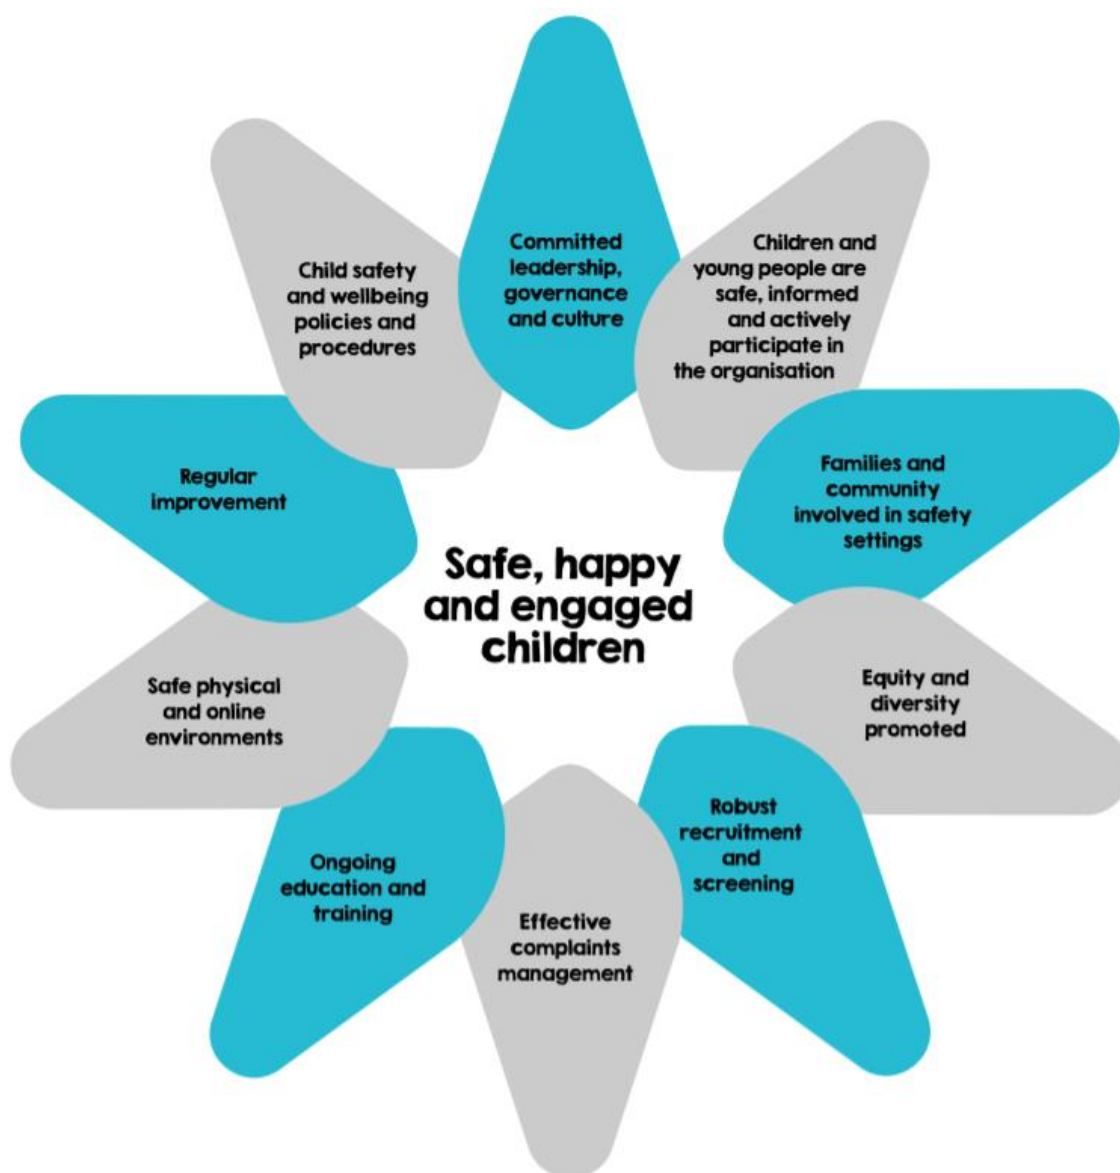 Committed
leadership,
governance
and culture
Children and
young people are
safe, informed
and actively
participate in
the organisation
Families and
community
involved in safety
settings
Equity and
diversity
promoted
Robust
recruitment
and
screening
Effective
complaints
management
Ongoing
education and
training
Safe physical
and online
environments
Regular
improvement
Child safety
and wellbeing
policies and
procedures
Safe, happy
and engaged
children